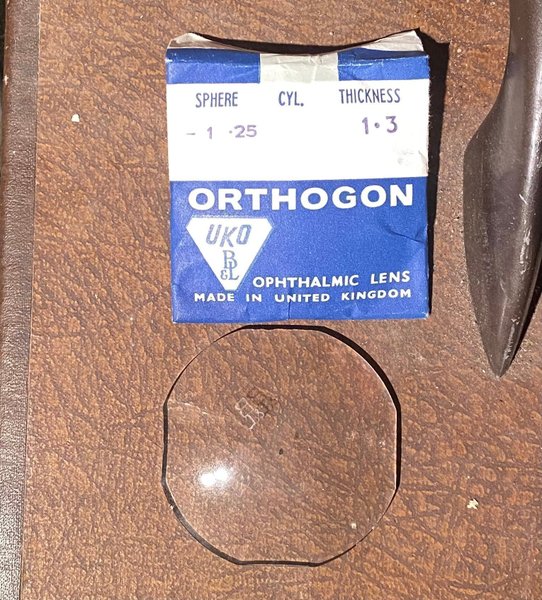 SPHERE CYL. THICKNESS
- 1 .25 1.3
ORTHOGON
UKO
B&L
OPHTHALMIC LENS
MADE IN UNITED KINGDOM